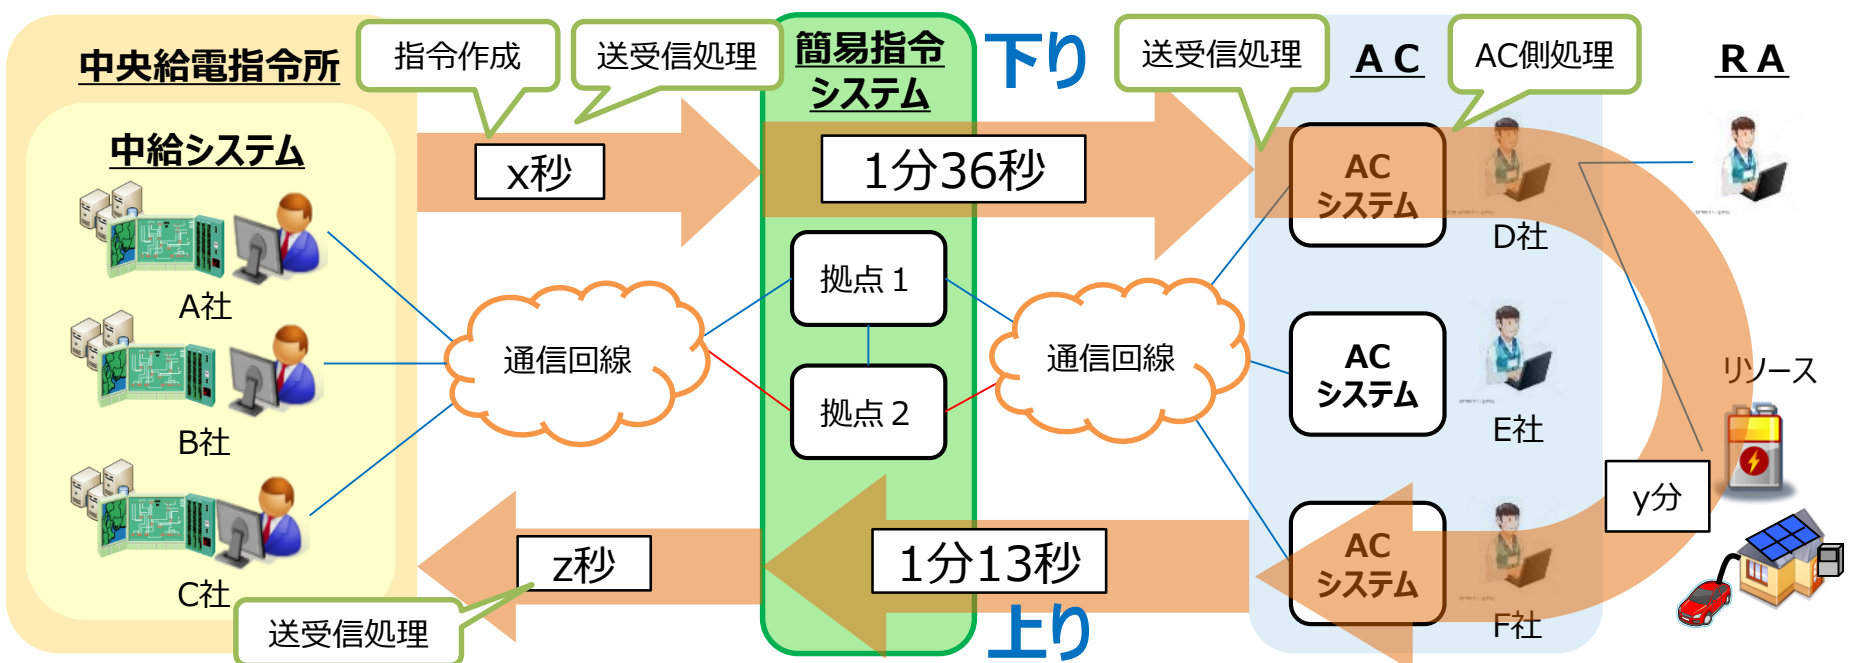 中央給電指令所
中給システム
A社
B社
C社
指令作成
送受信処理
x秒
簡易指令
システム
下り
1分36秒
送受信処理
AC
AC側処理
RA
AC
システム
D社
拠点1
拠点2
通信回線
通信回線
AC
システム
E社
リソース
y分
AC
システム
F社
z秒
送受信処理
1分13秒
上り